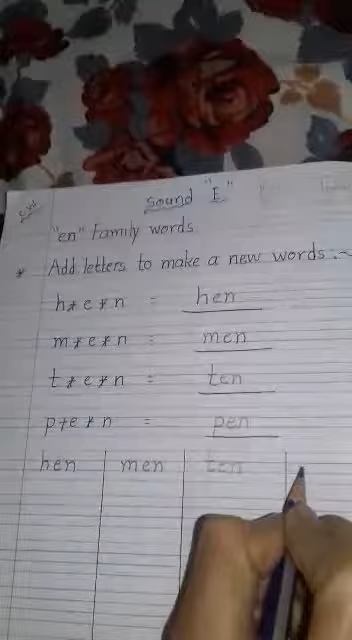 C.W
Sound "E"
"en" family words
* Add letters to make a new words :-
h+e+n = hen
m+e+n = men
t+e+n = ten
p+e+n = pen
hen men ten